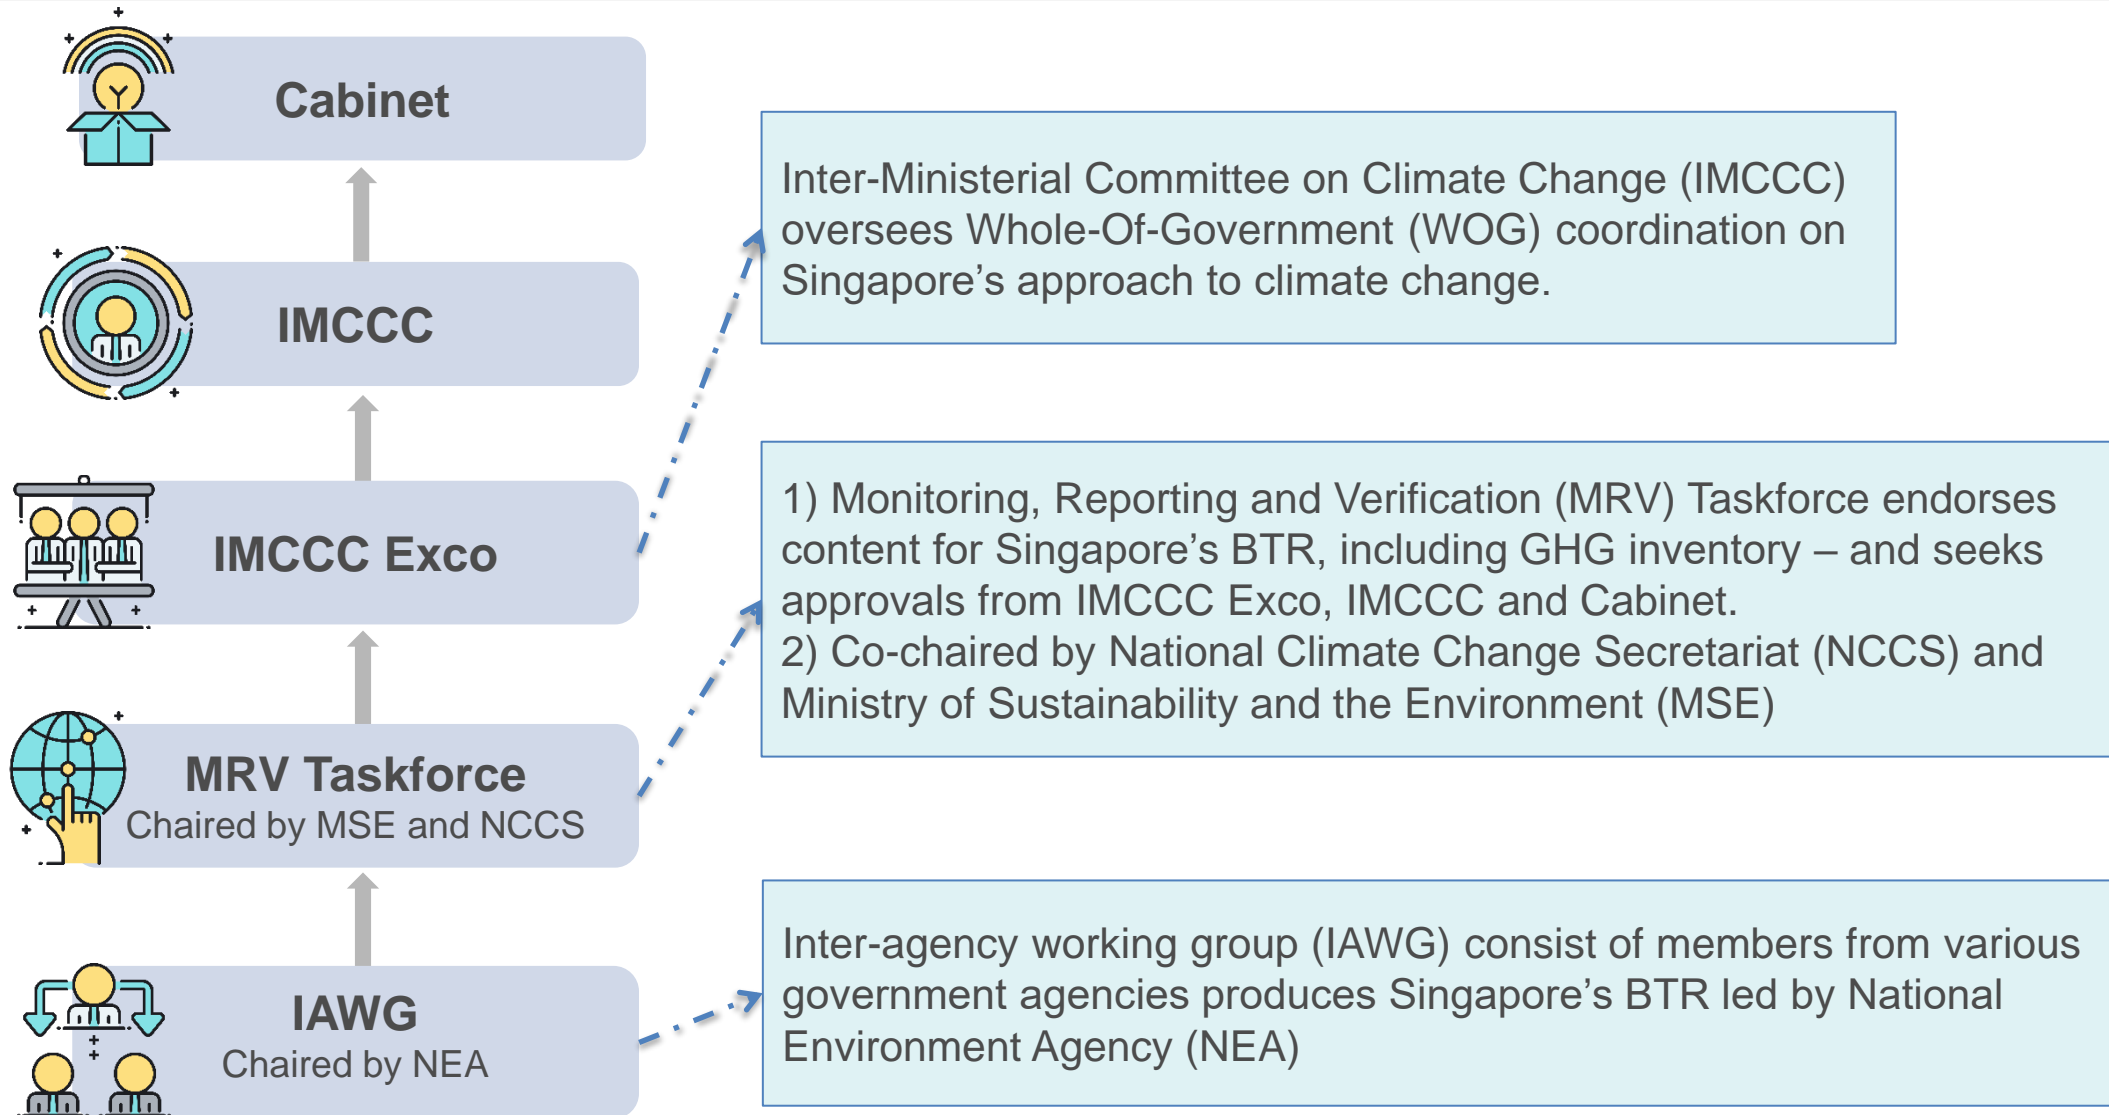 Cabinet
Inter-Ministerial Committee on Climate Change (IMCCC)
oversees Whole-Of-Government (WOG) coordination on
Singapore’s approach to climate change.
IMCCC
IMCCC Exco
1) Monitoring, Reporting and Verification (MRV) Taskforce endorses
content for Singapore’s BTR, including GHG inventory – and seeks
approvals from IMCCC Exco, IMCCC and Cabinet.
2) Co-chaired by National Climate Change Secretariat (NCCS) and
Ministry of Sustainability and the Environment (MSE)
MRV Taskforce
Chaired by MSE and NCCS
Inter-agency working group (IAWG) consist of members from various
government agencies produces Singapore’s BTR led by National
Environment Agency (NEA)
IAWG
Chaired by NEA